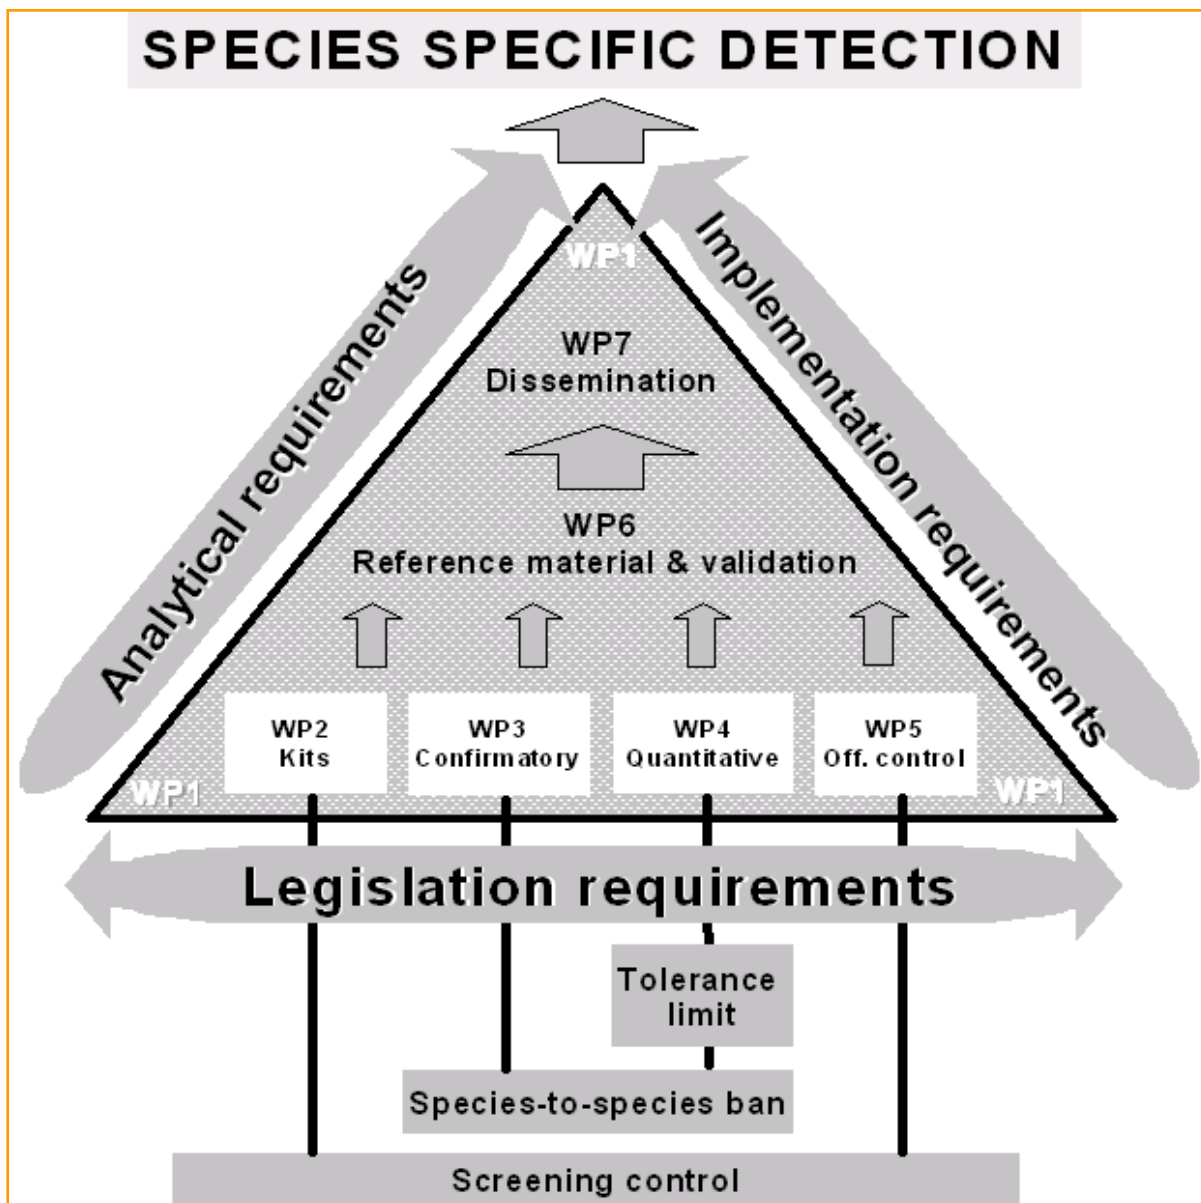 SPECIES SPECIFIC DETECTION
Analytical requirements
Implementation requirements
WP1
WP7
Dissemination
WP6
Reference material & validation
WP2
Kits
WP3
Confirmatory
WP4
Quantitative
WP5
Off. control
WP1
WP1
Legislation requirements
Tolerance
limit
Species-to-species ban
Screening control